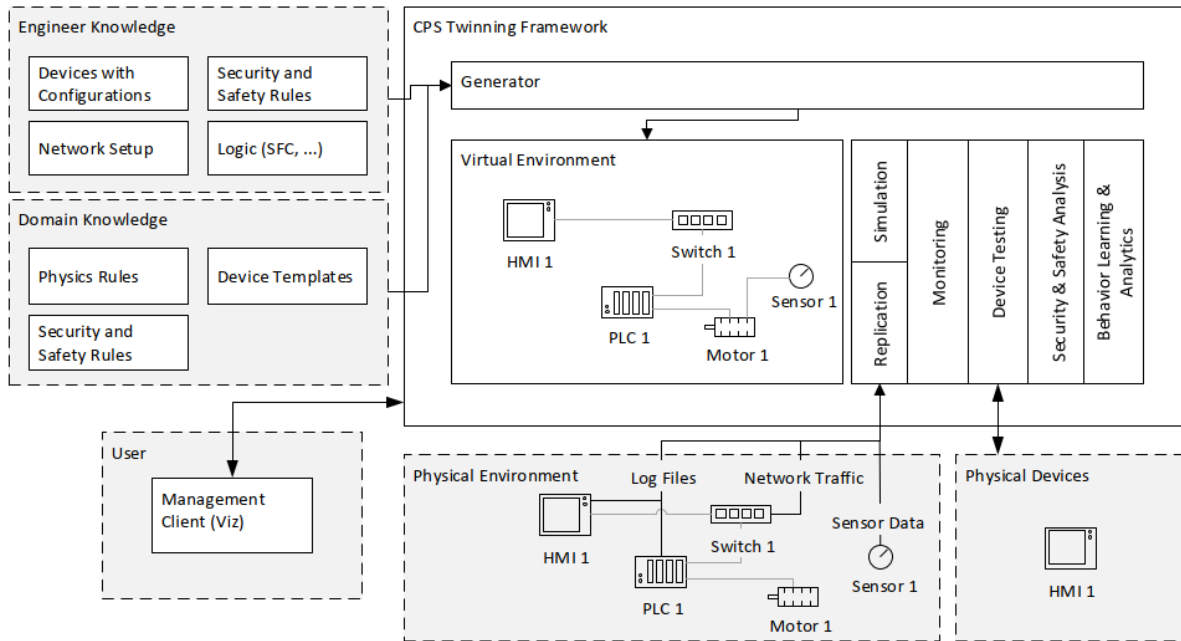 Engineer Knowledge
Devices with
Configurations
Security and
Safety Rules
Network Setup
Logic (SFC, ...)
Domain Knowledge
Physics Rules
Device Templates
Security and
Safety Rules
User
Management
Client (Viz)
CPS Twinning Framework
Generator
Virtual Environment
HMI 1
Switch 1
Sensor 1
PLC 1
Motor 1
Simulation
Replication
Monitoring
Device Testing
Security & Safety Analysis
Behavior Learning &
Analytics
Physical Environment
Log Files
Network Traffic
Sensor Data
HMI 1
Switch 1
Sensor 1
PLC 1
Motor 1
Physical Devices
HMI 1